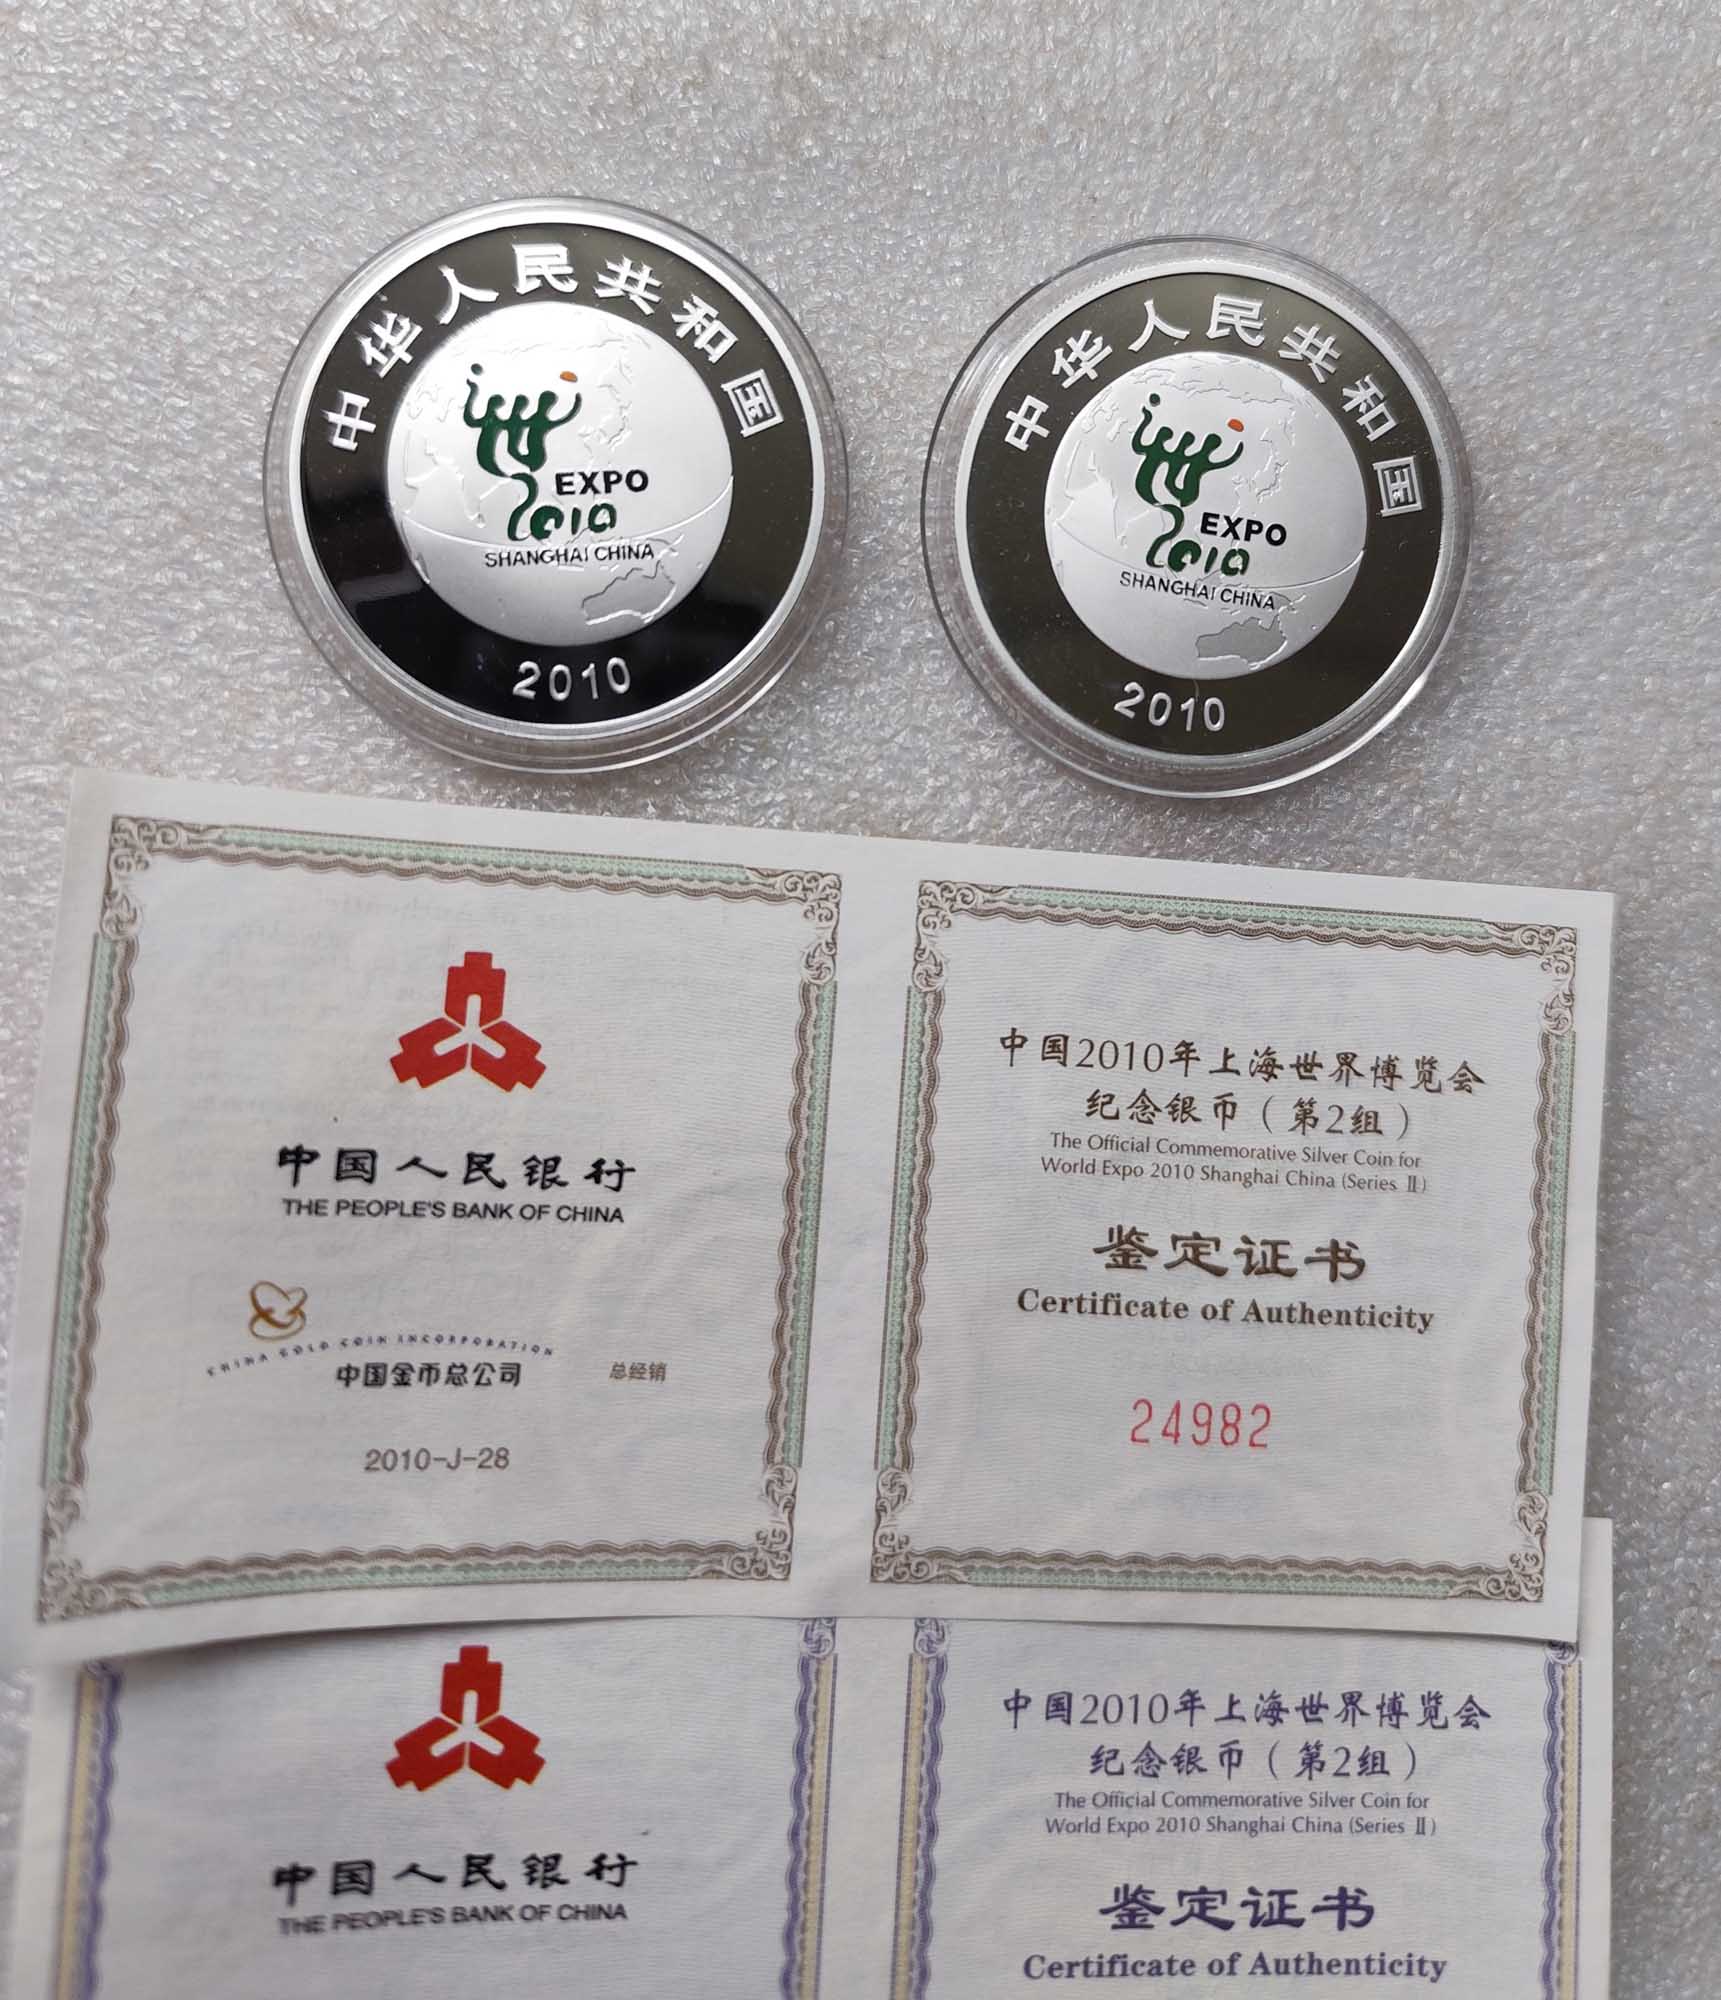 中华人民共和国
EXPO
2010
SHANGHAI CHINA
2010
中华人民共和国
EXPO
2010
SHANGHAI CHINA
2010
中国人民银行
THE PEOPLE'S BANK OF CHINA
CHINA GOLD COIN INCORPORATION
中国金币总公司 总经销
2010-J-28
中国2010年上海世界博览会
纪念银币（第2组）
The Official Commemorative Silver Coin for
World Expo 2010 Shanghai China (Series Ⅱ)
鉴定证书
Certificate of Authenticity
24982
中国人民银行
THE PEOPLE'S BANK OF CHINA
中国2010年上海世界博览会
纪念银币（第2组）
The Official Commemorative Silver Coin for
World Expo 2010 Shanghai China (Series Ⅱ)
鉴定证书
Certificate of Authenticity